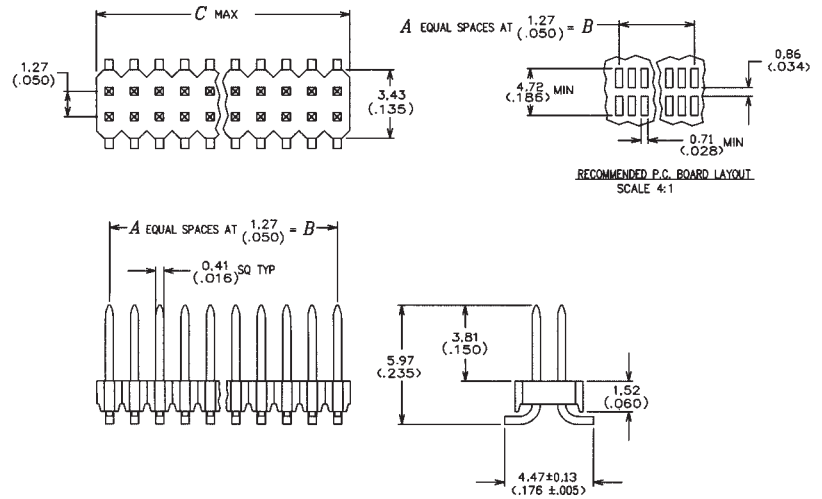 C MAX
1.27
(.050)
3.43
(.135)
A EQUAL SPACES AT 1.27 (.050) = B
4.72
(.186) MIN
0.86
(.034)
0.71
(.028) MIN
RECOMMENDED P.C. BOARD LAYOUT
SCALE 4:1
A EQUAL SPACES AT 1.27 (.050) = B
0.41
(.016) SQ TYP
5.97
(.235)
3.81
(.150)
1.52
(.060)
4.47±0.13
(.176 ±.005)